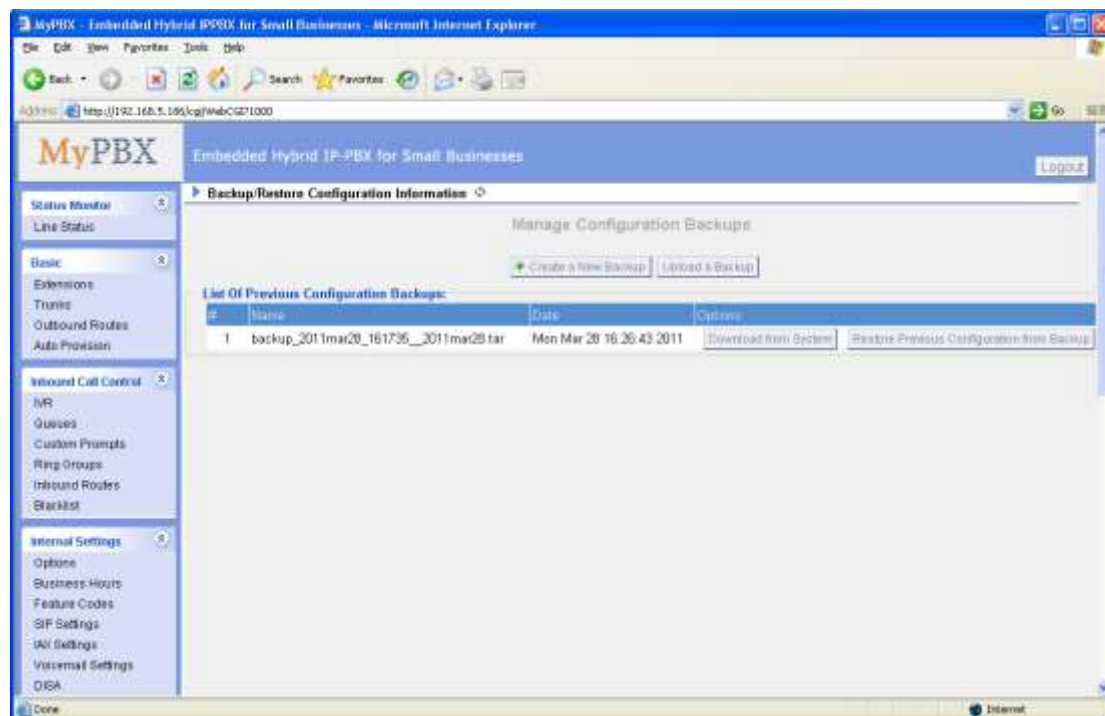 MyPBX - Embedded Hybrid IPPBX for Small Businesses - Microsoft Internet Explorer
File Edit View Favorites Tools Help
Back Search Favorites
Address http://192.168.5.186/cgi/WebCGI?1000 Go
MyPBX
Embedded Hybrid IP-PBX for Small Businesses
Logout
Status Monitor
Line Status
Basic
Extensions
Trunks
Outbound Routes
Auto Provision
Inbound Call Control
IVR
Queues
Custom Prompts
Ring Groups
Inbound Routes
Blacklist
Internal Settings
Options
Business Hours
Feature Codes
SIP Settings
IAX Settings
Voicemail Settings
DISA
Backup/Restore Configuration Information
Manage Configuration Backups
Create a New Backup Upload a Backup
List Of Previous Configuration Backups:
# Name Date Options
1 backup_2011mar28_161735__2011mar28.tar Mon Mar 28 16:26:43 2011 Download from System Restore Previous Configuration from Backup
Done Internet